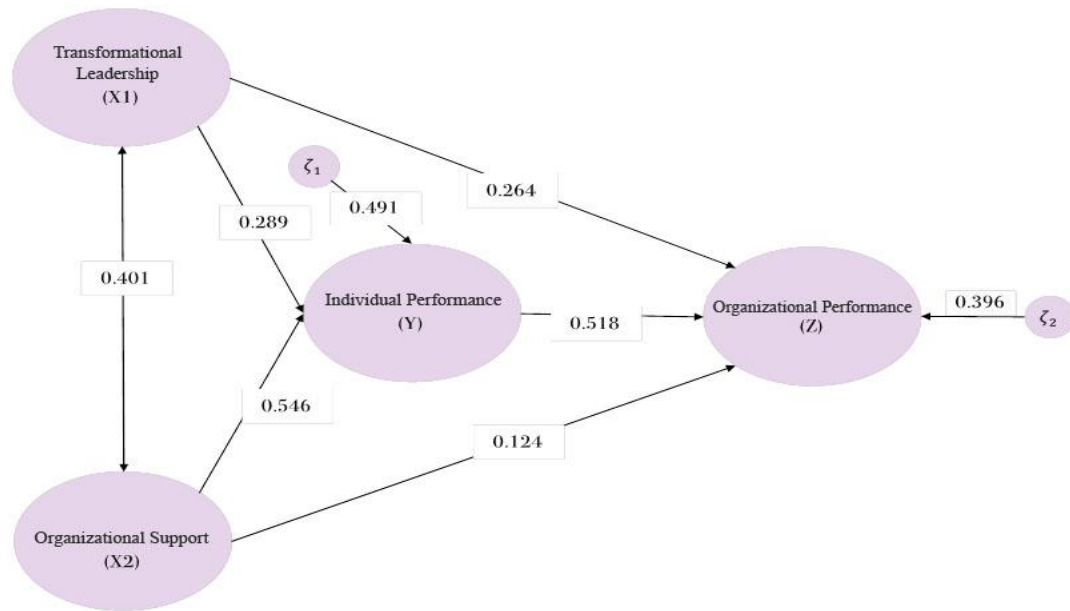 Transformational
Leadership
(X1)
ζ₁
0.264
0.491
0.289
0.401
Individual Performance
(Y)
0.518
Organizational Performance
(Z)
0.396
ζ₂
0.546
0.124
Organizational Support
(X2)